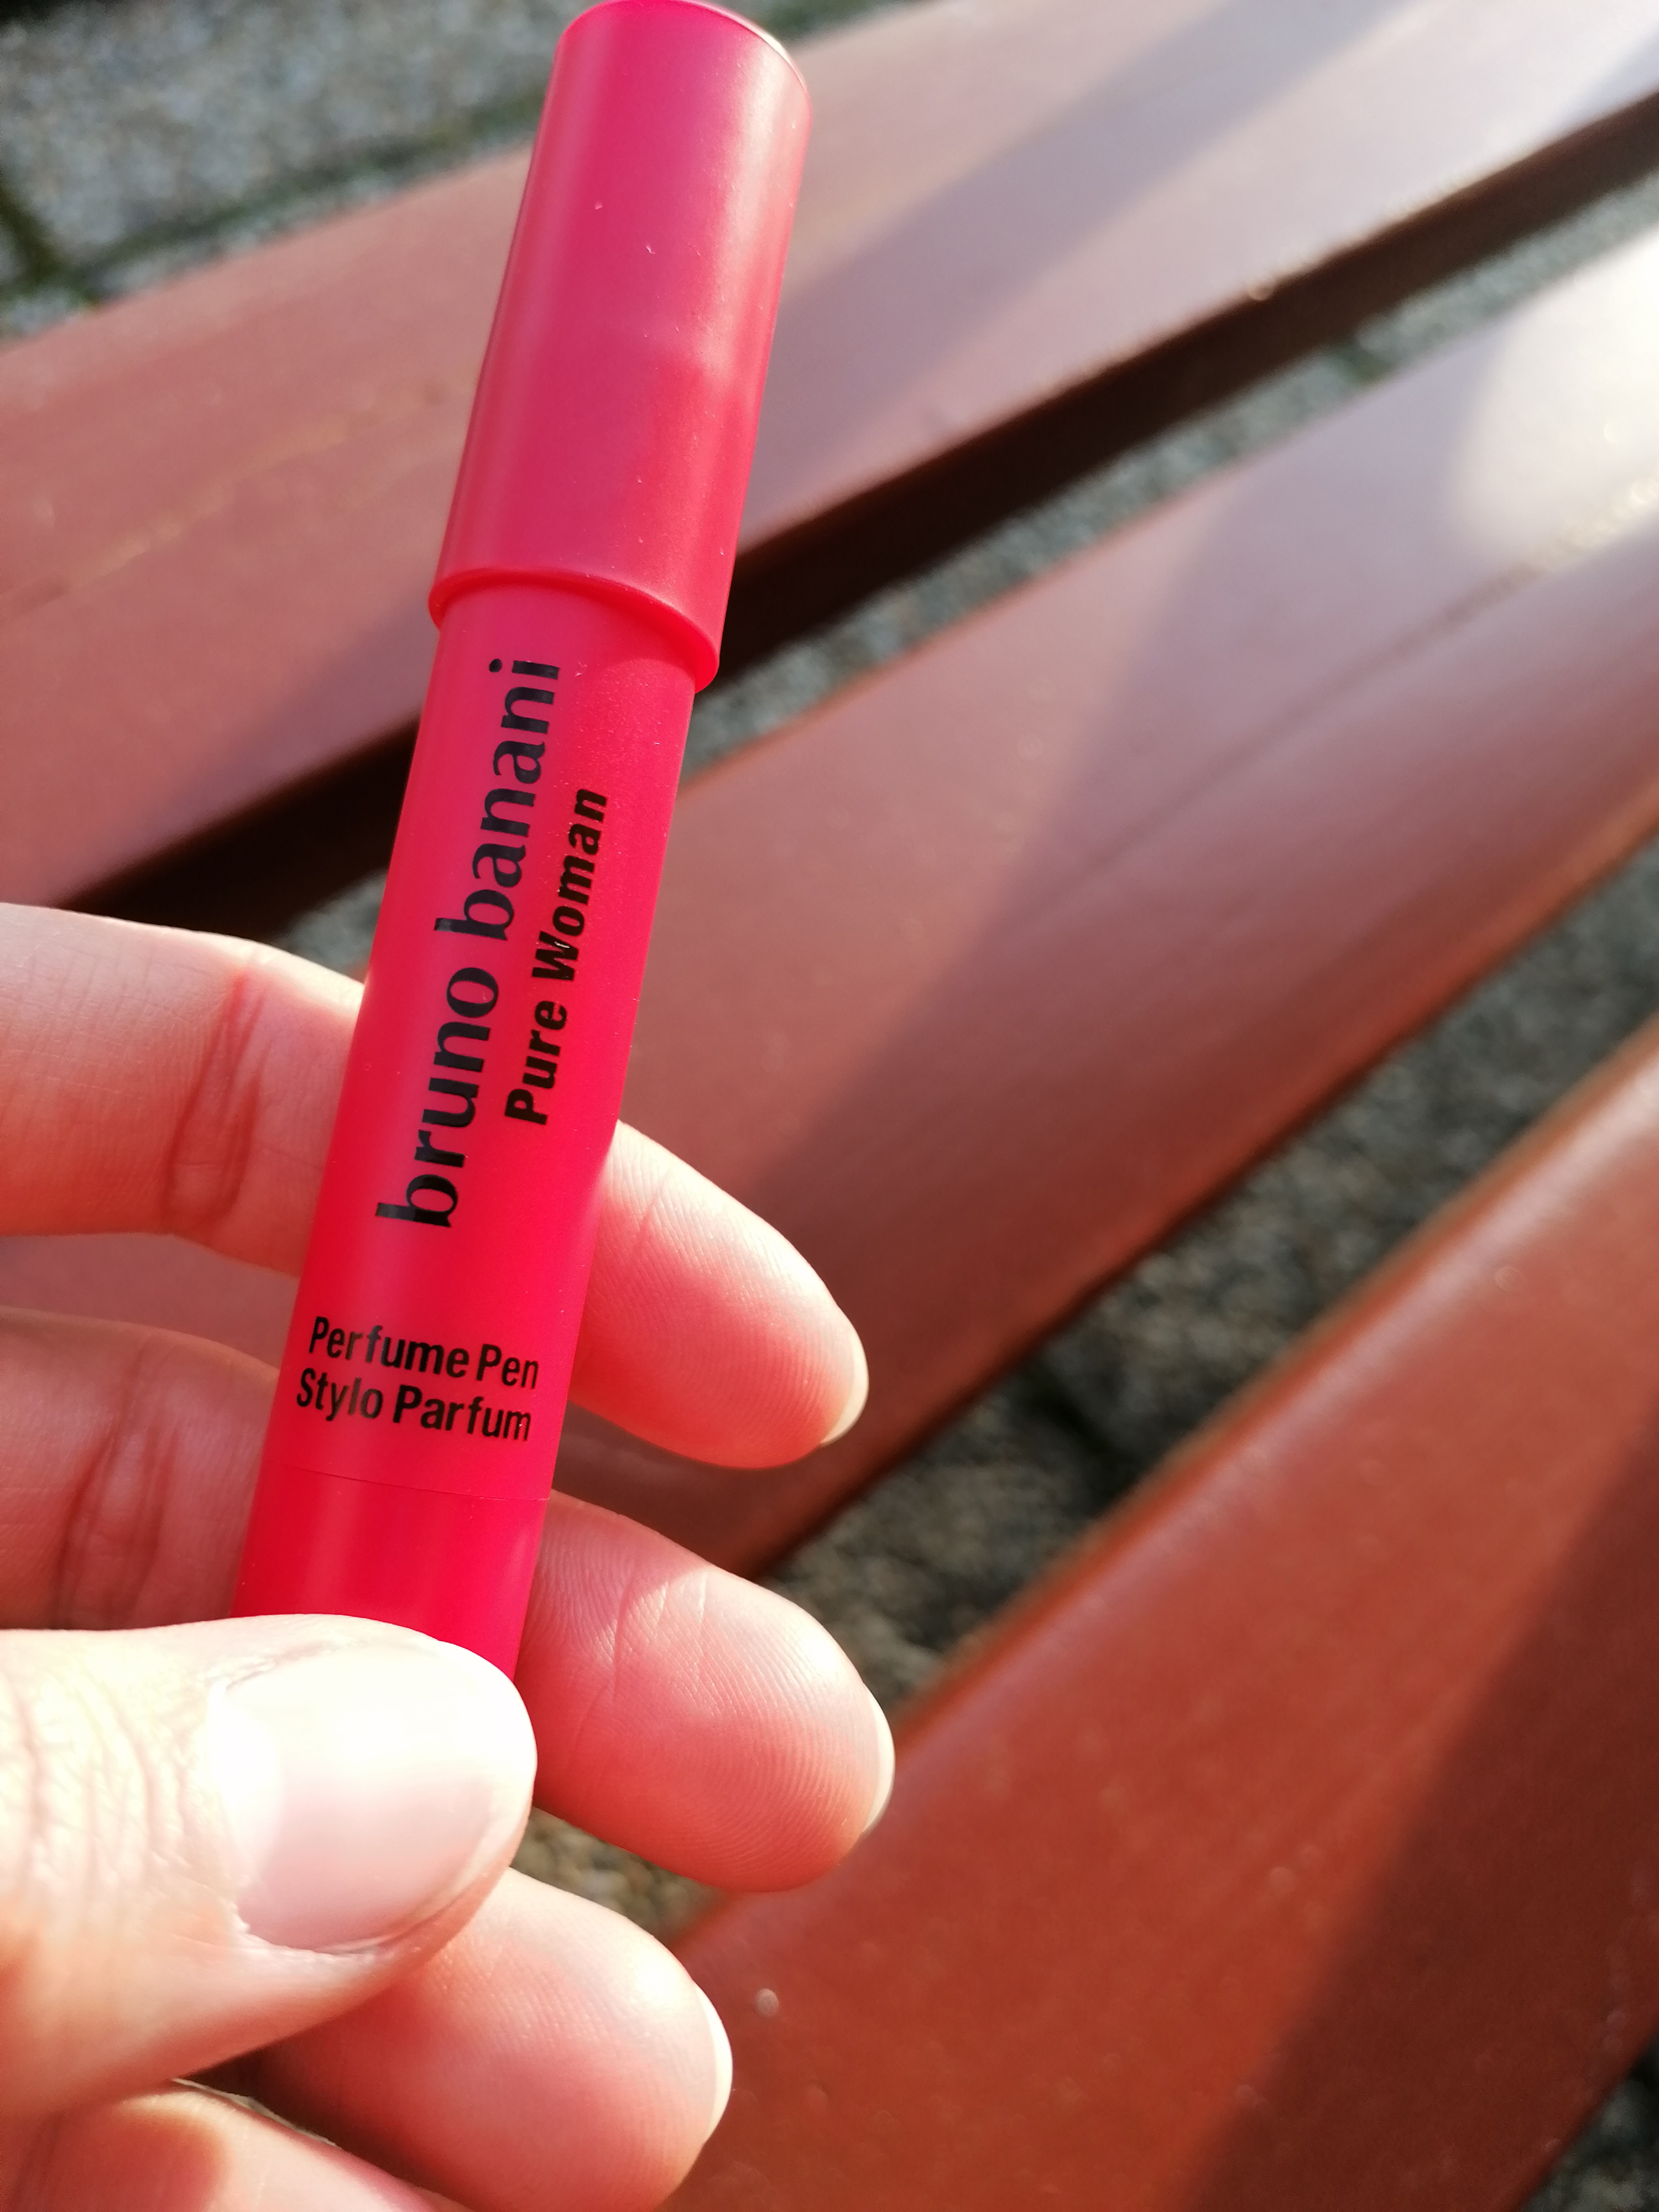 bruno banani
Pure Woman
Perfume Pen
Stylo Parfum